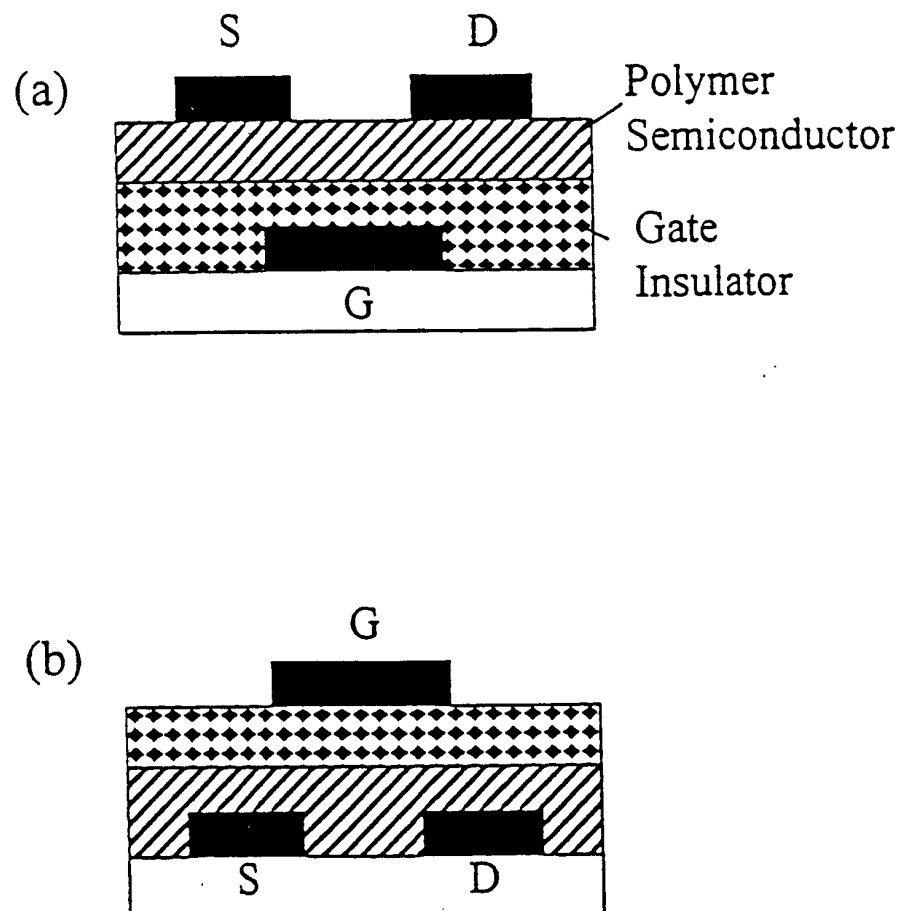 S D
(a)
Polymer
Semiconductor
Gate
Insulator
G
G
(b)
S D